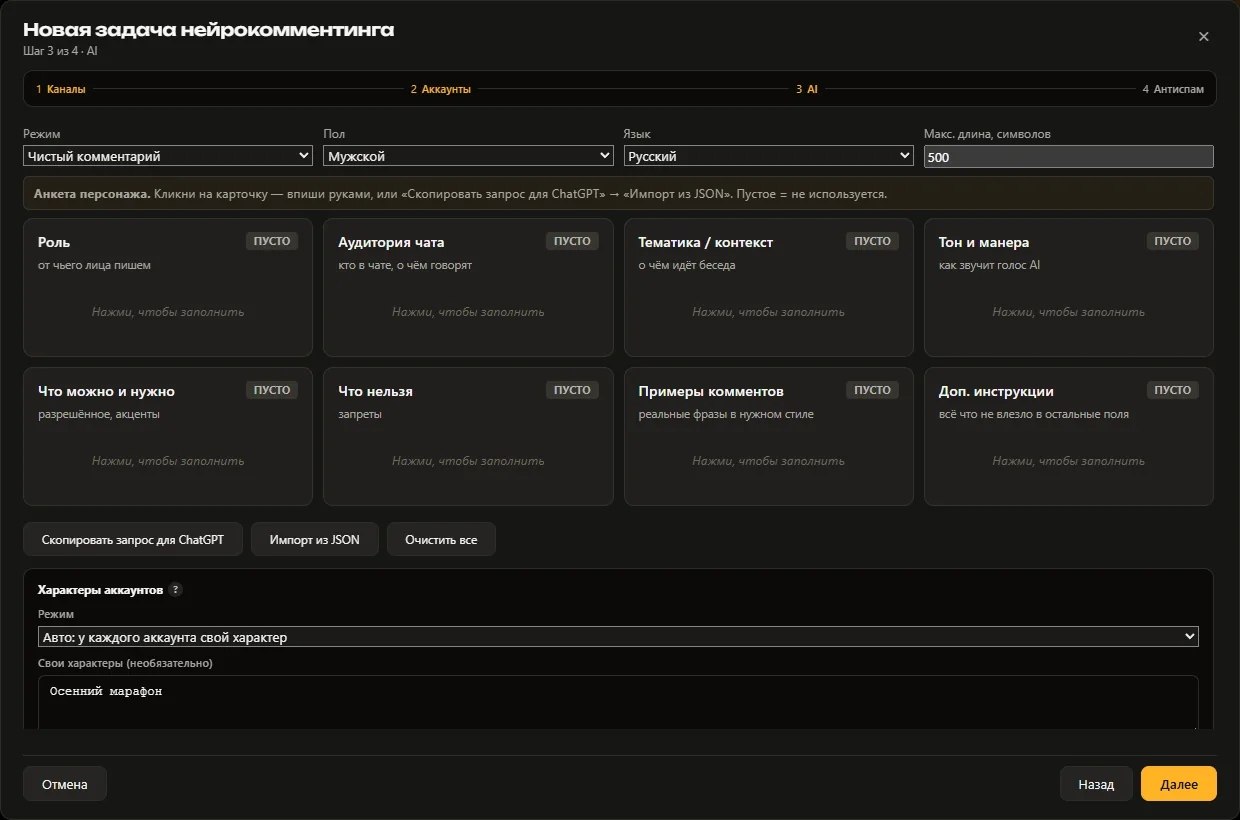 Новая задача нейрокомментинга
Шаг 3 из 4 · AI
×
1 Каналы
2 Аккаунты
3 AI
4 Антиспам
Режим
Пол
Язык
Макс. длина, символов
Чистый комментарий
Мужской
Русский
500
Анкета персонажа. Кликни на карточку — впиши руками, или «Скопировать запрос для ChatGPT» → «Импорт из JSON». Пустое = не используется.
Роль ПУСТО
от чьего лица пишем
Нажми, чтобы заполнить
Аудитория чата ПУСТО
кто в чате, о чём говорят
Нажми, чтобы заполнить
Тематика / контекст ПУСТО
о чём идёт беседа
Нажми, чтобы заполнить
Тон и манера ПУСТО
как звучит голос AI
Нажми, чтобы заполнить
Что можно и нужно ПУСТО
разрешённое, акценты
Нажми, чтобы заполнить
Что нельзя ПУСТО
запреты
Нажми, чтобы заполнить
Примеры комментов ПУСТО
реальные фразы в нужном стиле
Нажми, чтобы заполнить
Доп. инструкции ПУСТО
всё что не влезло в остальные поля
Нажми, чтобы заполнить
Скопировать запрос для ChatGPT
Импорт из JSON
Очистить все
Характеры аккаунтов ?
Режим
Авто: у каждого аккаунта свой характер
Свои характеры (необязательно)
Осенний марафон
Отмена
Назад
Далее